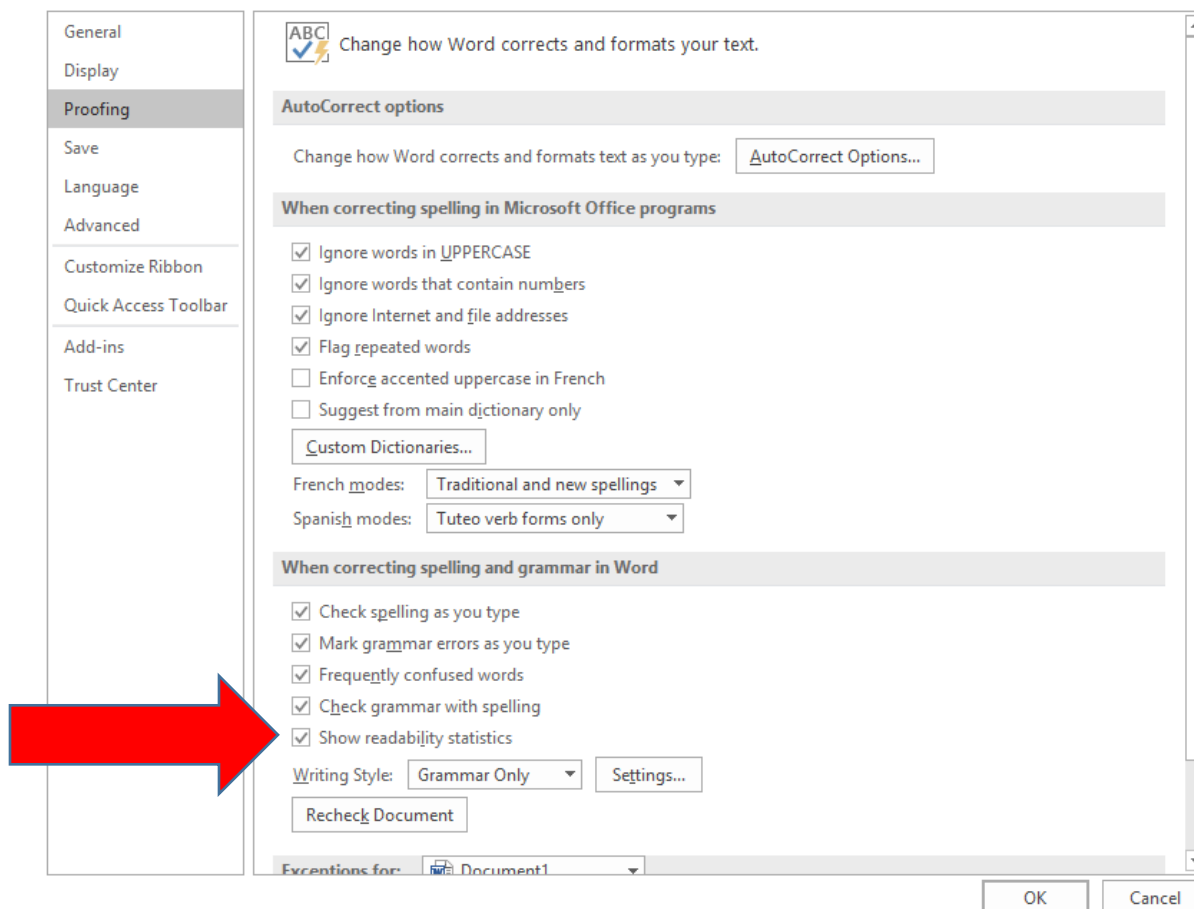 General
Display
Proofing
Save
Language
Advanced
Customize Ribbon
Quick Access Toolbar
Add-ins
Trust Center
ABC
Change how Word corrects and formats your text.
AutoCorrect options
Change how Word corrects and formats text as you type: AutoCorrect Options...
When correcting spelling in Microsoft Office programs
Ignore words in UPPERCASE
Ignore words that contain numbers
Ignore Internet and file addresses
Flag repeated words
Enforce accented uppercase in French
Suggest from main dictionary only
Custom Dictionaries...
French modes: Traditional and new spellings
Spanish modes: Tuteo verb forms only
When correcting spelling and grammar in Word
Check spelling as you type
Mark grammar errors as you type
Frequently confused words
Check grammar with spelling
Show readability statistics
Writing Style: Grammar Only Settings...
Recheck Document
Exceptions for: Document1
OK Cancel